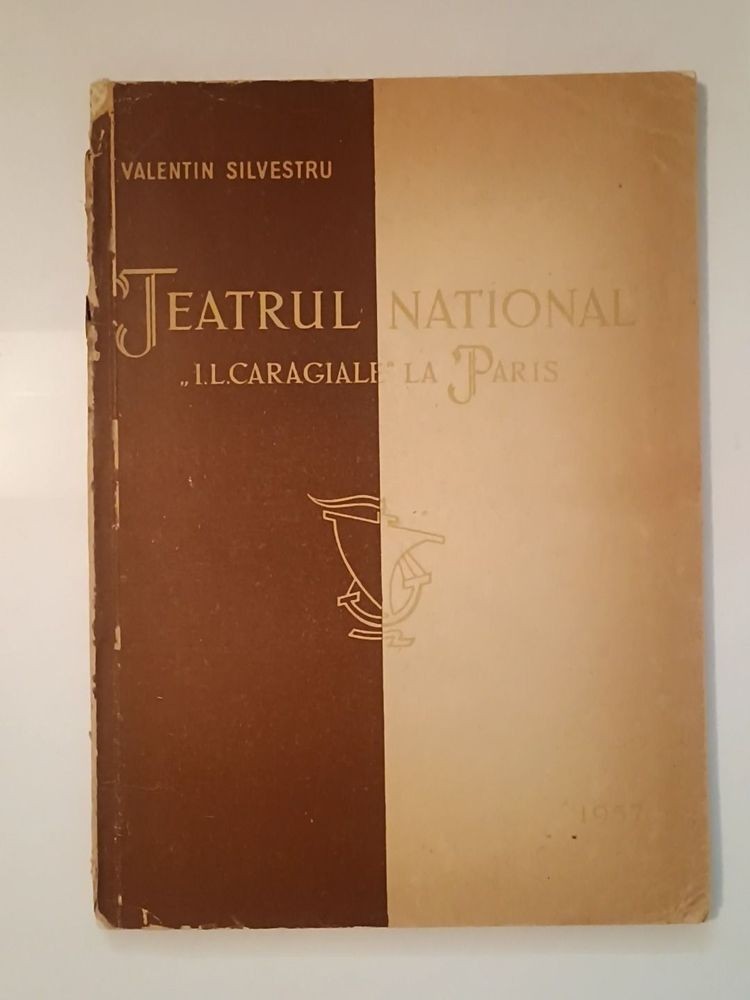 VALENTIN SILVESTRU
TEATRUL NATIONAL
„I.L.CARAGIALE" LA PARIS
1957